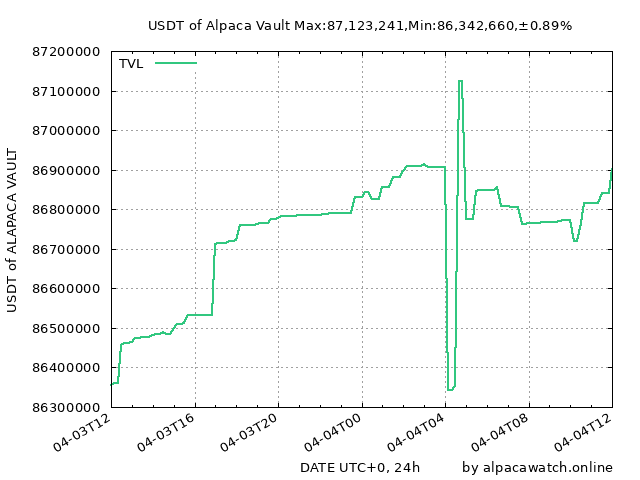 USDT of Alpaca Vault Max:87,123,241,Min:86,342,660,±0.89%
87200000
TVL
87100000
87000000
86900000
86800000
86700000
86600000
86500000
86400000
86300000
USDT of ALAPACA VAULT
04-03T12
04-03T16
04-03T20
04-04T00
04-04T04
04-04T08
04-04T12
DATE UTC+0, 24h
by alpacawatch.online